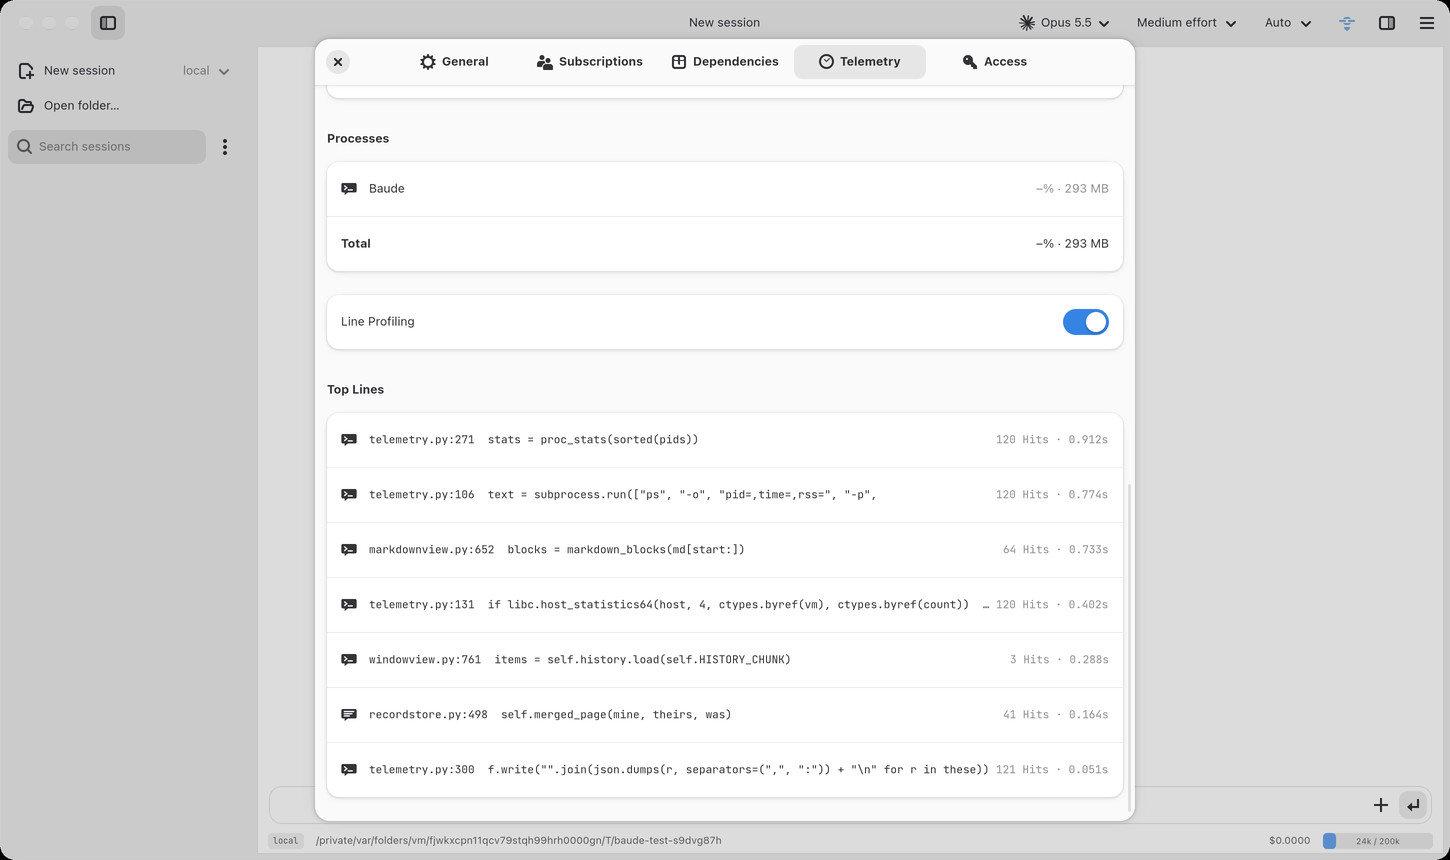 New session
Opus 5.5
Medium effort
Auto
New session
local
Open folder...
Search sessions
General
Subscriptions
Dependencies
Telemetry
Access
Processes
Baude
–% · 293 MB
Total
–% · 293 MB
Line Profiling
Top Lines
telemetry.py:271 stats = proc_stats(sorted(pids)) 120 Hits · 0.912s
telemetry.py:106 text = subprocess.run(["ps", "-o", "pid=,time=,rss=", "-p", 120 Hits · 0.774s
markdownview.py:652 blocks = markdown_blocks(md[start:]) 64 Hits · 0.733s
telemetry.py:131 if libc.host_statistics64(host, 4, ctypes.byref(vm), ctypes.byref(count)) … 120 Hits · 0.402s
windowview.py:761 items = self.history.load(self.HISTORY_CHUNK) 3 Hits · 0.288s
recordstore.py:498 self.merged_page(mine, theirs, was) 41 Hits · 0.164s
telemetry.py:300 f.write("".join(json.dumps(r, separators=(",", ":")) + "\n" for r in these)) 121 Hits · 0.051s
local
/private/var/folders/vm/fjwkxcpn11qcv79stqh99hrh0000gn/T/baude-test-s9dvg87h
$0.0000
24k / 200k